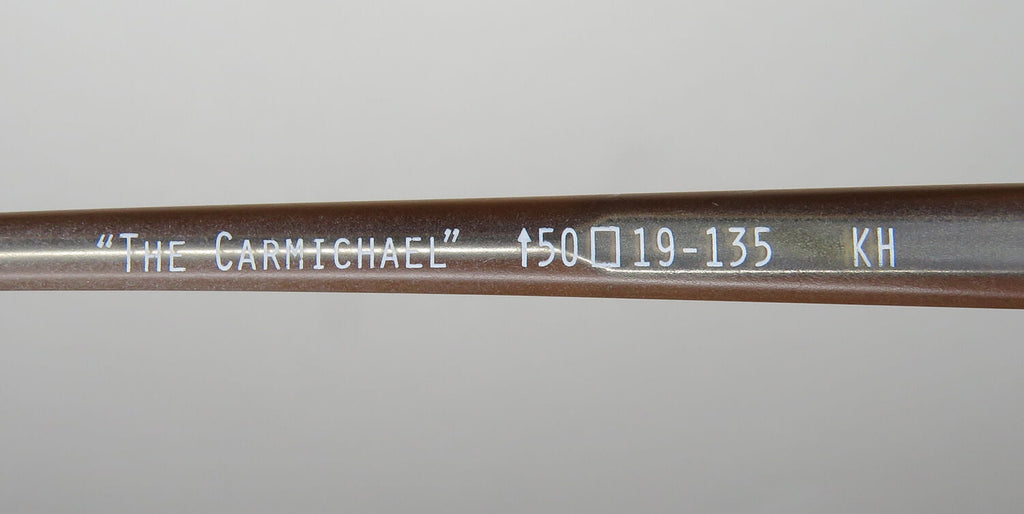 “THE CARMICHAEL” ↑50□19-135 KH